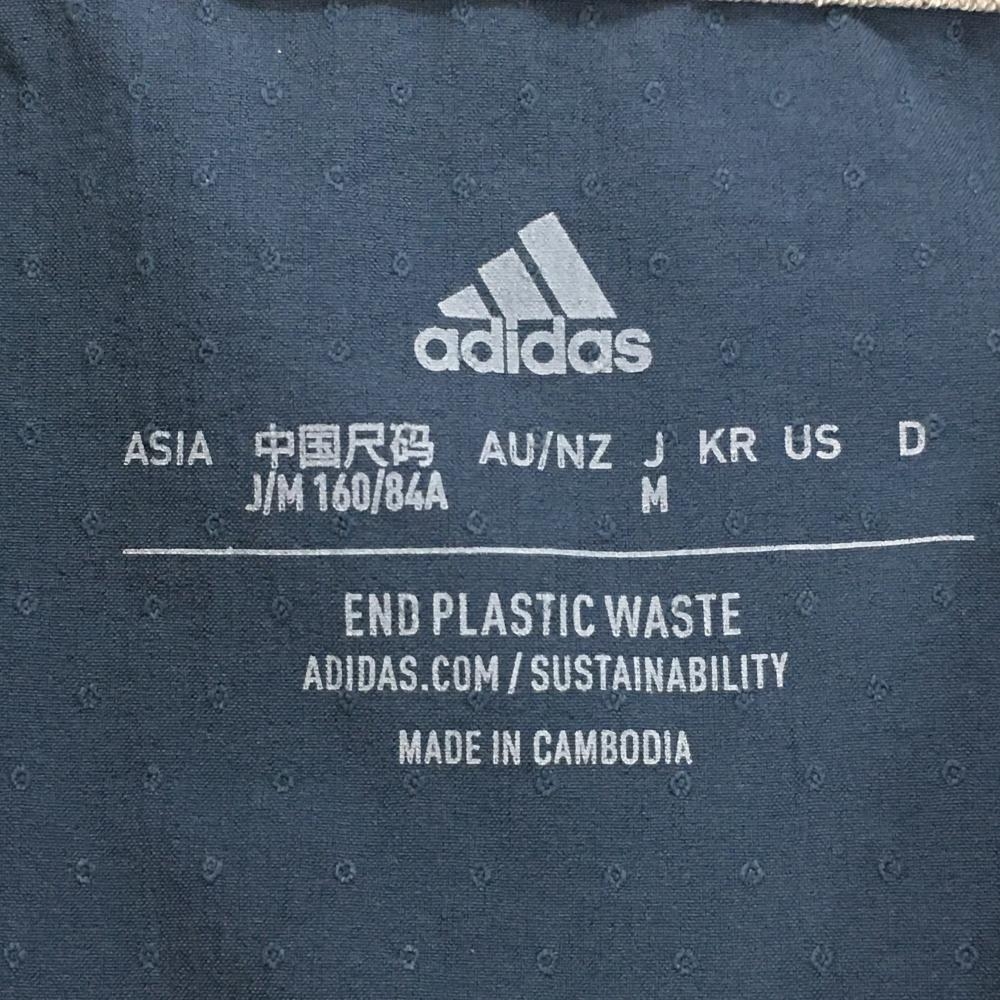 adidas
ASIA 中国尺码 AU/NZ J KR US D
J/M 160/84A M
END PLASTIC WASTE
ADIDAS.COM / SUSTAINABILITY
MADE IN CAMBODIA